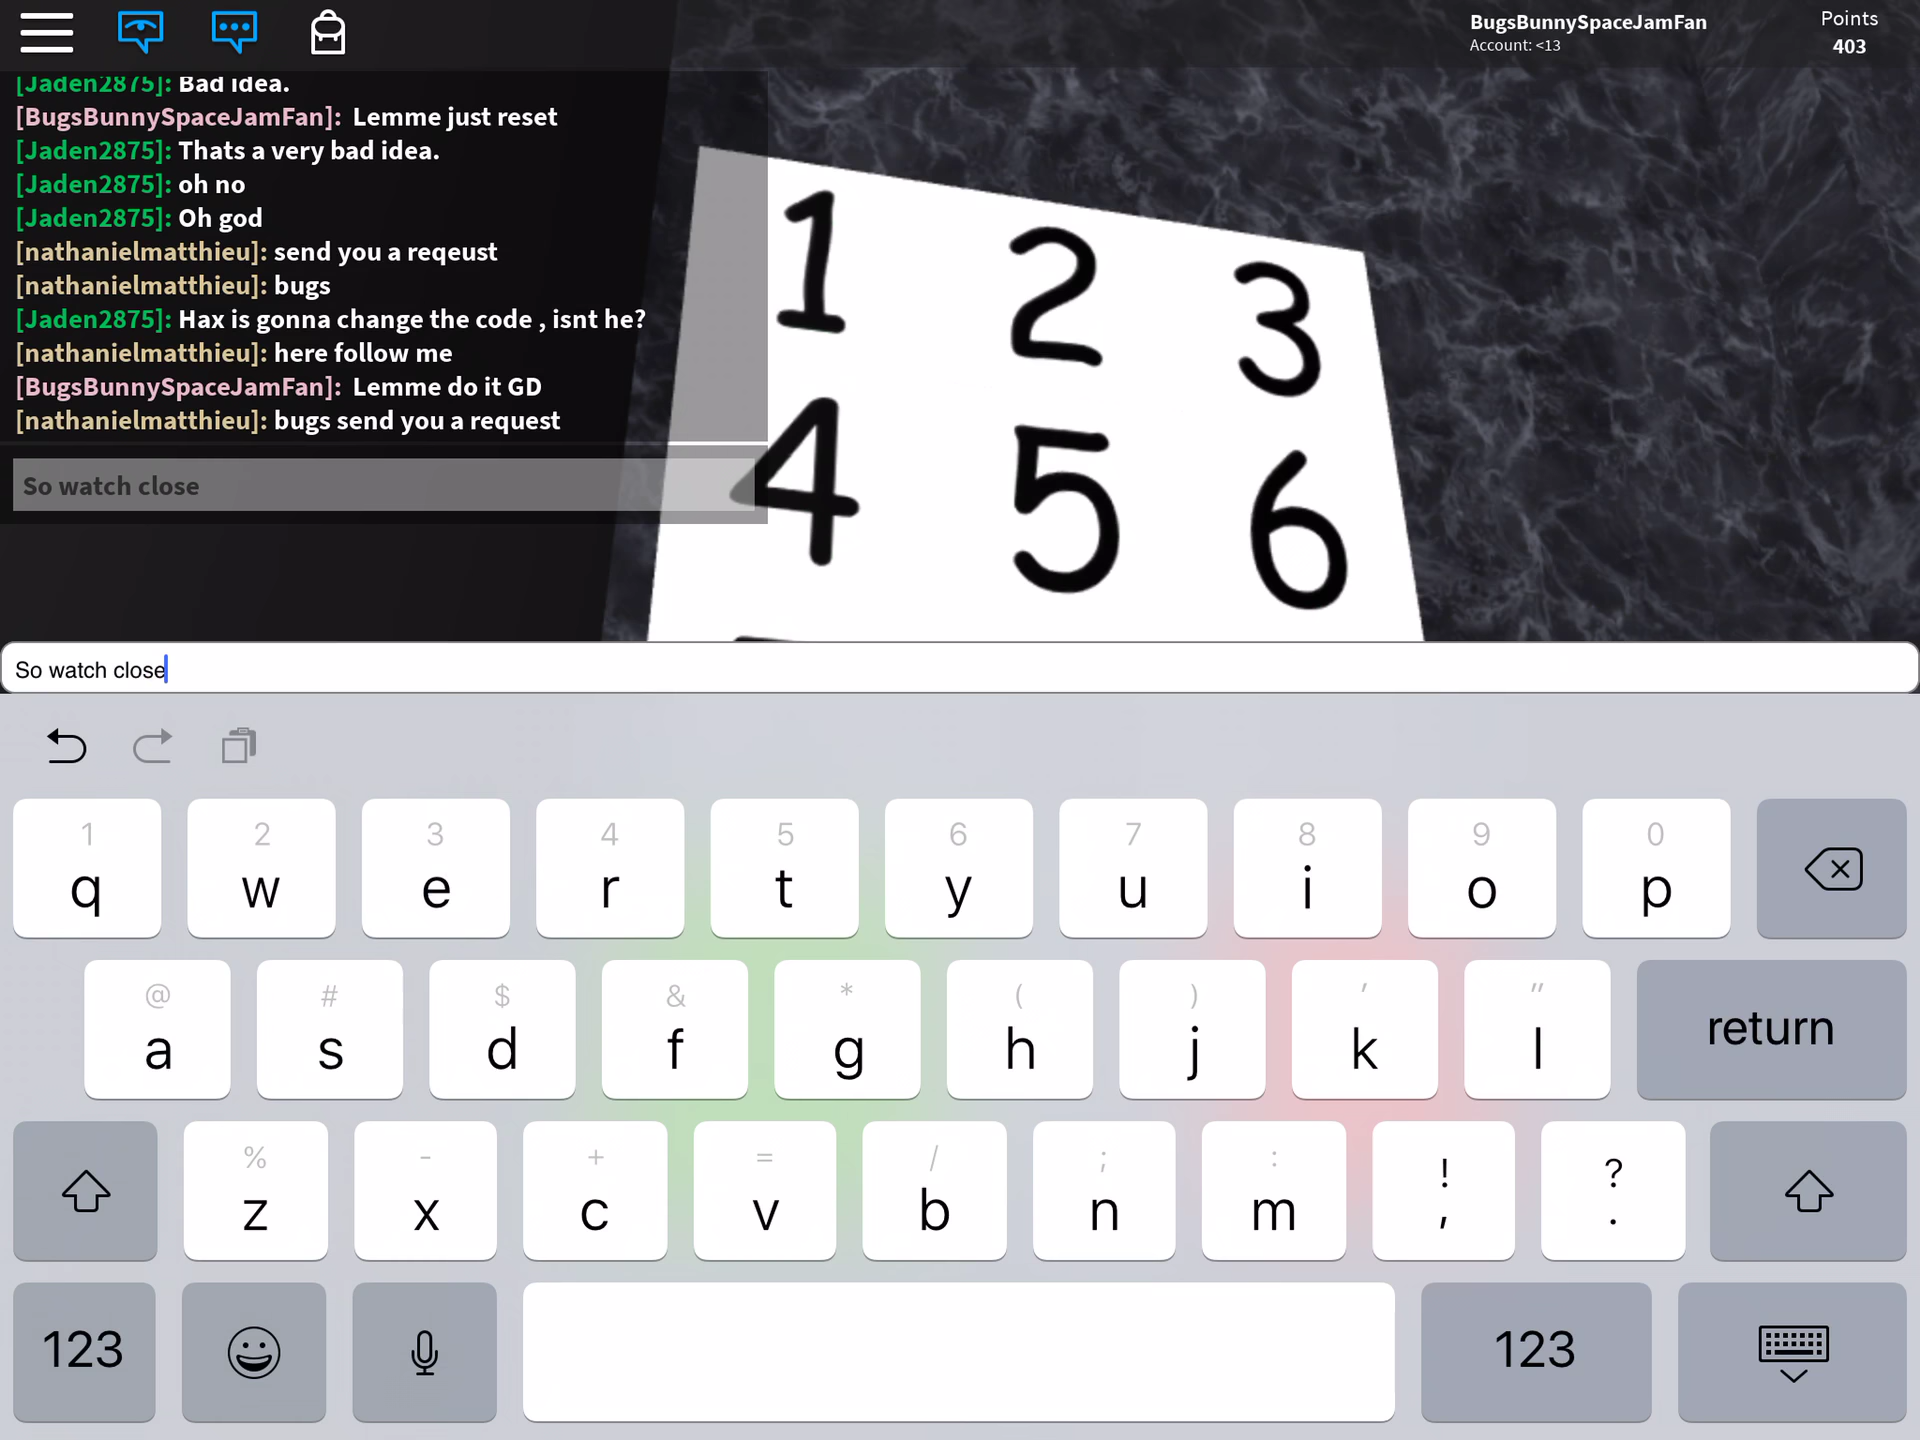 BugsBunnySpaceJamFan
Account: <13
Points
403
[Jaden2875]: Bad idea.
[BugsBunnySpaceJamFan]: Lemme just reset
[Jaden2875]: Thats a very bad idea.
[Jaden2875]: oh no
[Jaden2875]: Oh god
[nathanielmatthieu]: send you a reqeust
[nathanielmatthieu]: bugs
[Jaden2875]: Hax is gonna change the code , isnt he?
[nathanielmatthieu]: here follow me
[BugsBunnySpaceJamFan]: Lemme do it GD
[nathanielmatthieu]: bugs send you a request
So watch close
1 2 3
4 5 6
So watch close
1 2 3 4 5 6 7 8 9 0
q w e r t y u i o p
@ # $ & * ( ) ' "
a s d f g h j k l return
% - + = / ; : ! ?
z x c v b n m , .
123 123